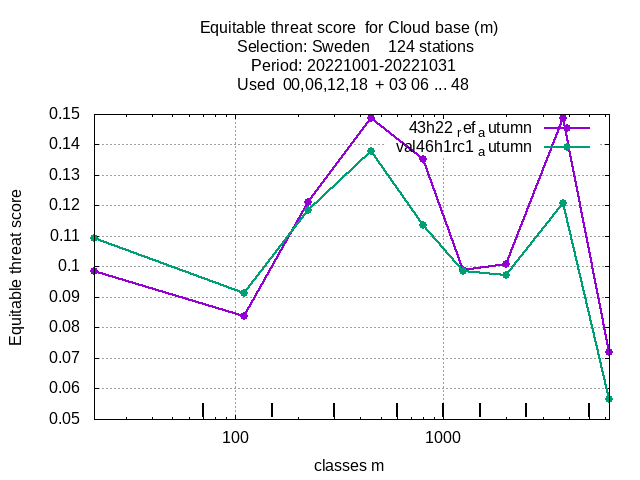 Equitable threat score for Cloud base (m)
Selection: Sweden 124 stations
Period: 20221001-20221031
Used 00,06,12,18 + 03 06 ... 48
0.15
43h22 ref a utumn
0.14
val46h1rc1 a utumn
0.13
0.12
0.11
0.1
0.09
0.08
0.07
0.06
0.05
Equitable threat score
100 1000
classes m